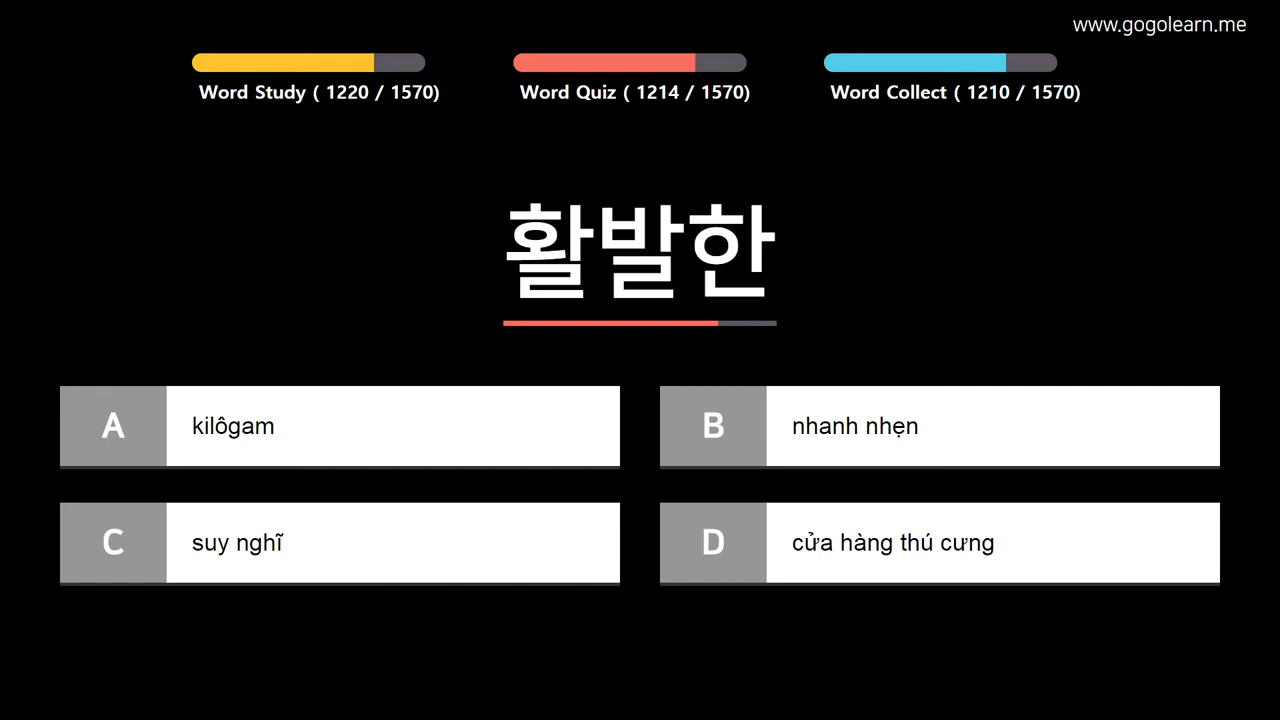 www.gogolearn.me
Word Study ( 1220 / 1570)
Word Quiz ( 1214 / 1570)
Word Collect ( 1210 / 1570)
활발한
A kilôgam
B nhanh nhẹn
C suy nghĩ
D cửa hàng thú cưng